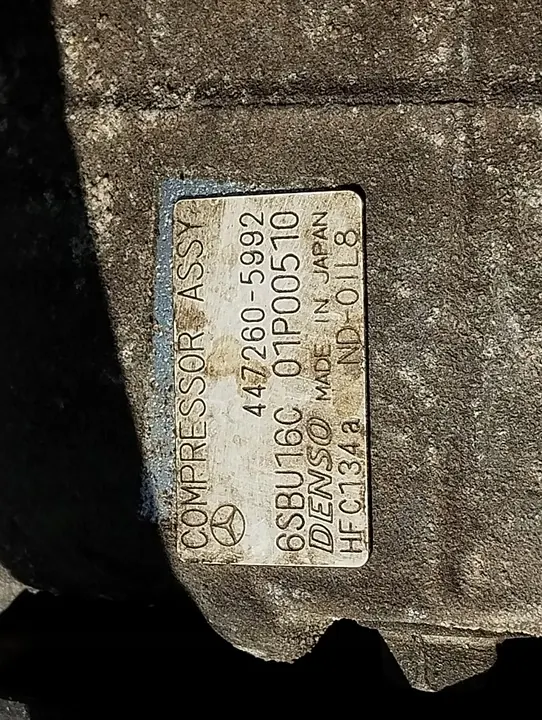 COMPRESSOR ASSY
447260-5992
6SBU16C 01P00510
DENSO MADE IN JAPAN
HFC134a ND-OIL8